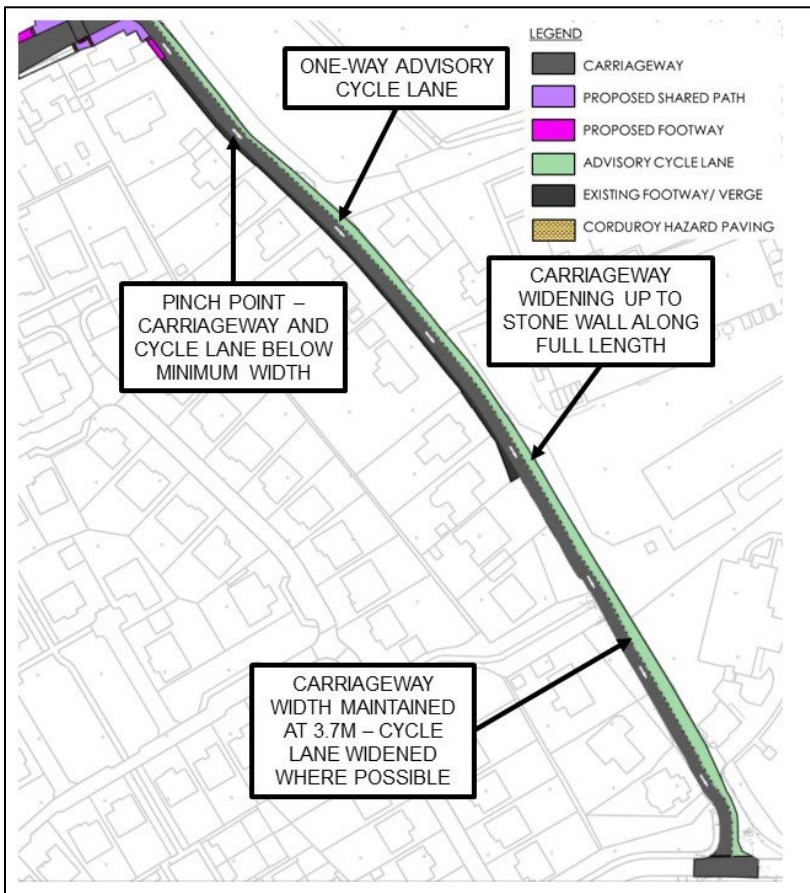 LEGEND
CARRIAGEWAY
PROPOSED SHARED PATH
PROPOSED FOOTWAY
ADVISORY CYCLE LANE
EXISTING FOOTWAY/ VERGE
CORDUROY HAZARD PAVING
ONE-WAY ADVISORY
CYCLE LANE
PINCH POINT –
CARRIAGEWAY AND
CYCLE LANE BELOW
MINIMUM WIDTH
CARRIAGEWAY
WIDENING UP TO
STONE WALL ALONG
FULL LENGTH
CARRIAGEWAY
WIDTH MAINTAINED
AT 3.7M – CYCLE
LANE WIDENED
WHERE POSSIBLE